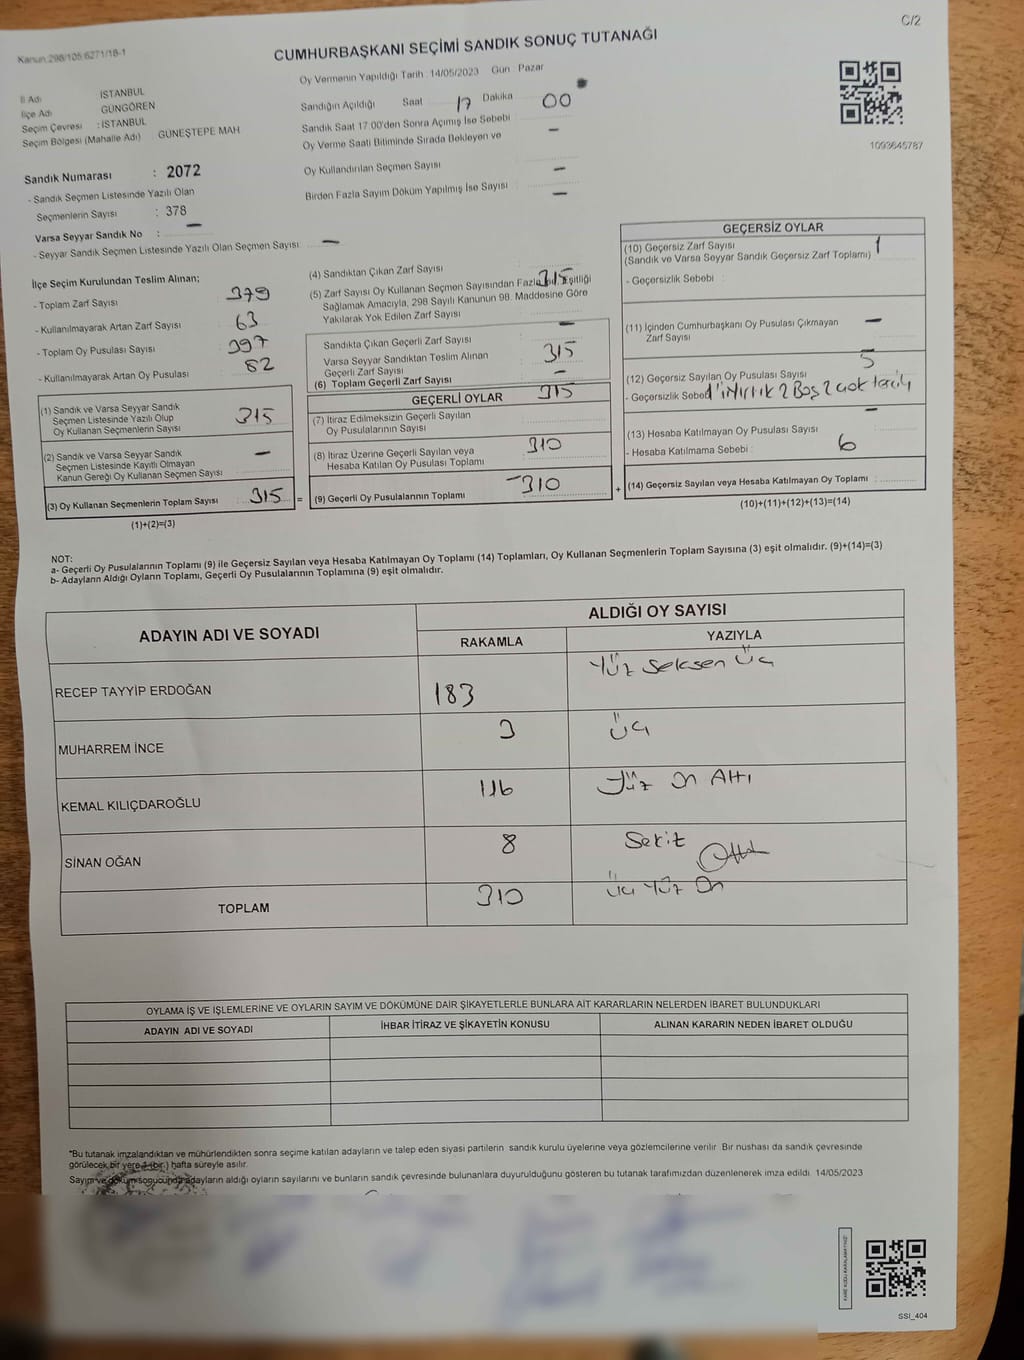 C/2
Kanun 298/105 6271/18-1
CUMHURBAŞKANI SEÇİMİ SANDIK SONUÇ TUTANAĞI
Oy Vermenin Yapıldığı Tarih : 14/05/2023 Gün : Pazar
İl Adı İSTANBUL
İlçe Adı GÜNGÖREN
Seçim Çevresi : İSTANBUL
Seçim Bölgesi (Mahalle Adı) GÜNEŞTEPE MAH
Sandık Numarası : 2072
- Sandık Seçmen Listesinde Yazılı Olan
Seçmenlerin Sayısı : 378
Varsa Seyyar Sandık No : —
- Seyyar Sandık Seçmen Listesinde Yazılı Olan Seçmen Sayısı : —
Sandığın Açıldığı Saat 17 Dakika 00
Sandık Saat 17:00'den Sonra Açımış İse Sebebi
Oy Verme Saati Bitiminde Sırada Bekleyen ve —
Oy Kullandırılan Seçmen Sayısı —
Birden Fazla Sayım Döküm Yapılmış İse Sayısı —
1093645787
İlçe Seçim Kurulundan Teslim Alınan;
- Toplam Zarf Sayısı 379
- Kullanılmayarak Artan Zarf Sayısı 63
- Toplam Oy Pusulası Sayısı 397
- Kullanılmayarak Artan Oy Pusulası 82
(1) Sandık ve Varsa Seyyar Sandık
Seçmen Listesinde Yazılı Olup 315
Oy Kullanan Seçmenlerin Sayısı
(2) Sandık ve Varsa Seyyar Sandık
Seçmen Listesinde Kayıtlı Olmayan —
Kanun Gereği Oy Kullanan Seçmen Sayısı
(3) Oy Kullanan Seçmenlerin Toplam Sayısı : 315 =
(1)+(2)=(3)
(4) Sandıktan Çıkan Zarf Sayısı 315
(5) Zarf Sayısı Oy Kullanan Seçmen Sayısından Fazla İse, Eşitliği
Sağlamak Amacıyla, 298 Sayılı Kanunun 98. Maddesine Göre
Yakılarak Yok Edilen Zarf Sayısı —
Sandıkta Çıkan Geçerli Zarf Sayısı 315
Varsa Seyyar Sandıktan Teslim Alınan
Geçerli Zarf Sayısı —
(6) Toplam Geçerli Zarf Sayısı 315
GEÇERLİ OYLAR
(7) İtiraz Edilmeksizin Geçerli Sayılan
Oy Pusulalarının Sayısı 310
(8) İtiraz Üzerine Geçerli Sayılan veya
Hesaba Katılan Oy Pusulası Toplamı —
(9) Geçerli Oy Pusulalarının Toplamı 310 +
GEÇERSİZ OYLAR
(10) Geçersiz Zarf Sayısı 1
(Sandık ve Varsa Seyyar Sandık Geçersiz Zarf Toplamı)
- Geçersizlik Sebebi :
(11) İçinden Cumhurbaşkanı Oy Pusulası Çıkmayan —
Zarf Sayısı
(12) Geçersiz Sayılan Oy Pusulası Sayısı 5
- Geçersizlik Sebebi 2 Boş 2 çok tercih
(13) Hesaba Katılmayan Oy Pusulası Sayısı —
- Hesaba Katılmama Sebebi :
(14) Geçersiz Sayılan veya Hesaba Katılmayan Oy Toplamı : 6
(10)+(11)+(12)+(13)=(14)
NOT:
a- Geçerli Oy Pusulalarının Toplamı (9) ile Geçersiz Sayılan veya Hesaba Katılmayan Oy Toplamı (14) Toplamları, Oy Kullanan Seçmenlerin Toplam Sayısına (3) eşit olmalıdır. (9)+(14)=(3)
b- Adayların Aldığı Oyların Toplamı, Geçerli Oy Pusulalarının Toplamına (9) eşit olmalıdır.
ADAYIN ADI VE SOYADI ALDIĞI OY SAYISI
RAKAMLA YAZIYLA
RECEP TAYYİP ERDOĞAN 183 Yüz Seksen Üç
MUHARREM İNCE 3 Üç
KEMAL KILIÇDAROĞLU 116 Yüz On Altı
SİNAN OĞAN 8 Sekiz
TOPLAM 310 Üç Yüz On
OYLAMA İŞ VE İŞLEMLERİNE VE OYLARIN SAYIM VE DÖKÜMÜNE DAİR ŞİKAYETLERLE BUNLARA AİT KARARLARIN NELERDEN İBARET BULUNDUKLARI
ADAYIN ADI VE SOYADI İHBAR İTİRAZ VE ŞİKAYETİN KONUSU ALINAN KARARIN NEDEN İBARET OLDUĞU
*Bu tutanak imzalandıktan ve mühürlendikten sonra seçime katılan adayların ve talep eden siyasi partilerin sandık kurulu üyelerine veya gözlemcilerine verilir. Bir nüshası da sandık çevresinde
görülecek bir yere 1 (bir) hafta süreyle asılır.
Sayım ve döküm sonucunda adayların aldığı oyların sayılarını ve bunların sandık çevresinde bulunanlara duyurulduğunu gösteren bu tutanak tarafımızdan düzenlenerek imza edildi. 14/05/2023
KARE KODU KARALAMAYINIZ!
SSI_404